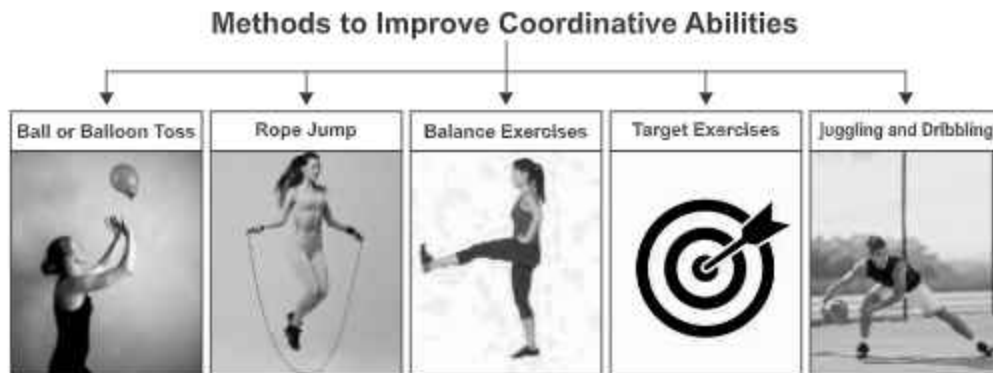 Methods to Improve Coordinative Abilities
Ball or Balloon Toss
Rope Jump
Balance Exercises
Target Exercises
Juggling and Dribbling